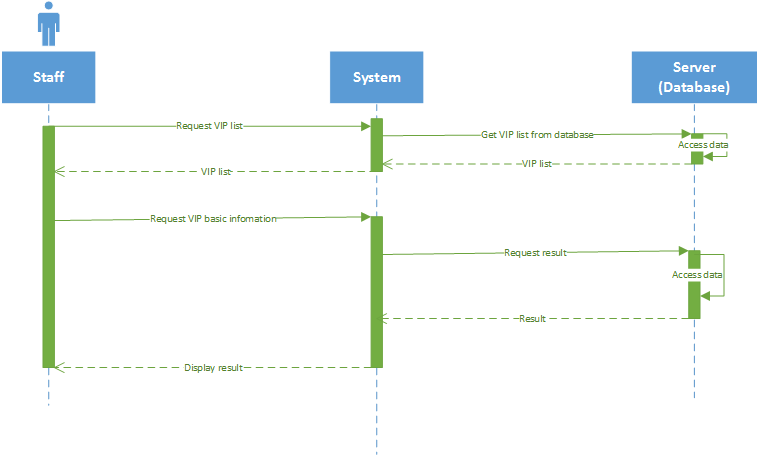 Staff
System
Server
(Database)
Request VIP list
Get VIP list from database
Access data
VIP list
VIP list
Request VIP basic infomation
Request result
Access data
Result
Display result